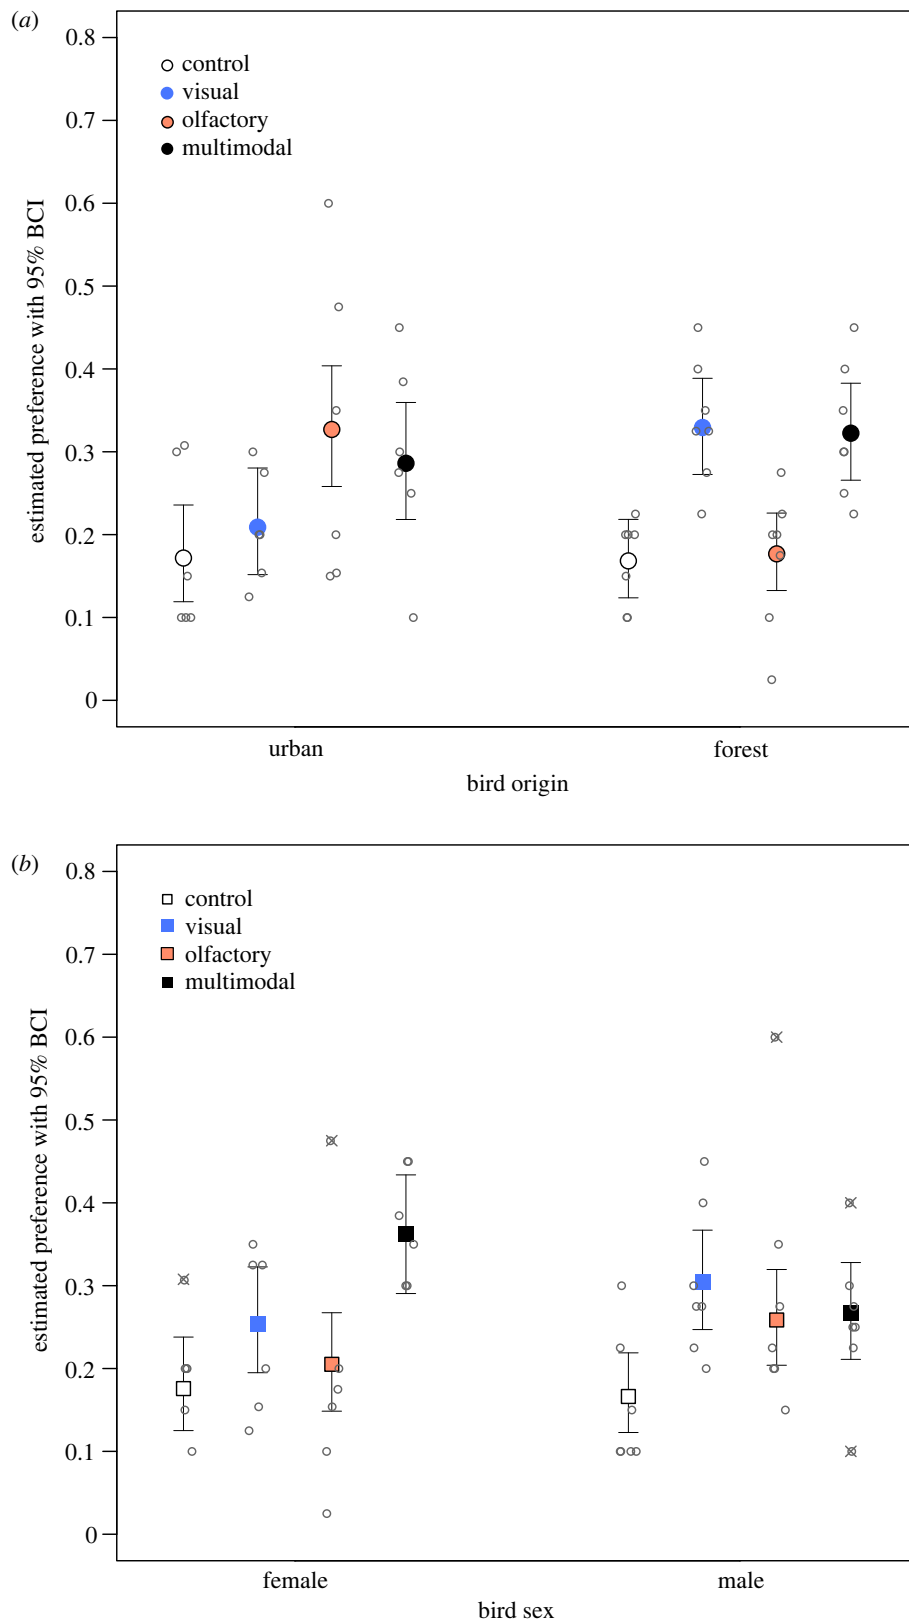 (a)
0.8
control
visual
0.7
olfactory
multimodal
0.6
estimated preference with 95% BCI
0.5
0.4
0.3
0.2
0.1
0
urban
forest
bird origin
(b)
0.8
control
visual
0.7
olfactory
multimodal
0.6
estimated preference with 95% BCI
0.5
0.4
0.3
0.2
0.1
0
female
male
bird sex